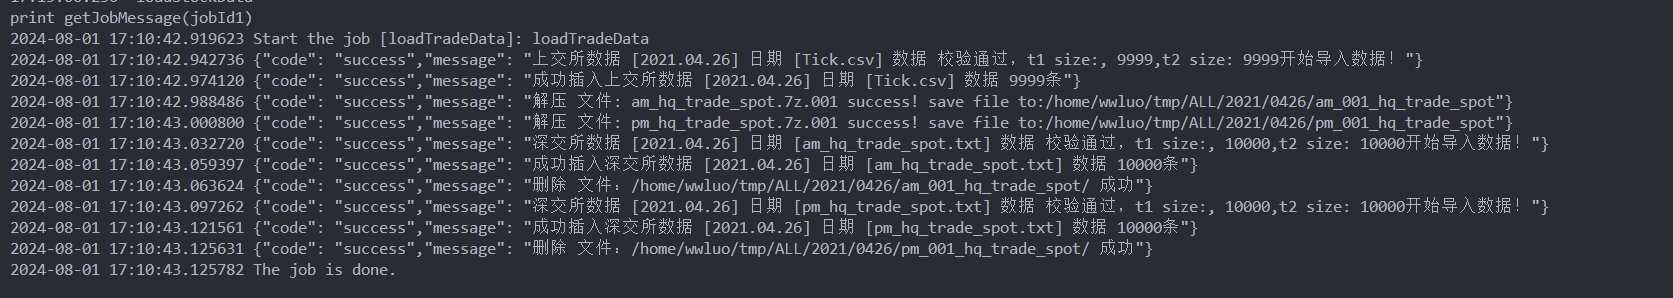 print getJobMessage(jobId1)
2024-08-01 17:10:42.919623 Start the job [loadTradeData]: loadTradeData
2024-08-01 17:10:42.942736 {"code": "success","message": "上交所数据 [2021.04.26] 日期 [Tick.csv] 数据 校验通过，t1 size:, 9999,t2 size: 9999开始导入数据！"}
2024-08-01 17:10:42.974120 {"code": "success","message": "成功插入上交所数据 [2021.04.26] 日期 [Tick.csv] 数据 9999条"}
2024-08-01 17:10:42.988486 {"code": "success","message": "解压 文件: am_hq_trade_spot.7z.001 success! save file to:/home/wwluo/tmp/ALL/2021/0426/am_001_hq_trade_spot"}
2024-08-01 17:10:43.000800 {"code": "success","message": "解压 文件: pm_hq_trade_spot.7z.001 success! save file to:/home/wwluo/tmp/ALL/2021/0426/pm_001_hq_trade_spot"}
2024-08-01 17:10:43.032720 {"code": "success","message": "深交所数据 [2021.04.26] 日期 [am_hq_trade_spot.txt] 数据 校验通过，t1 size:, 10000,t2 size: 10000开始导入数据！"}
2024-08-01 17:10:43.059397 {"code": "success","message": "成功插入深交所数据 [2021.04.26] 日期 [am_hq_trade_spot.txt] 数据 10000条"}
2024-08-01 17:10:43.063624 {"code": "success","message": "删除 文件：/home/wwluo/tmp/ALL/2021/0426/am_001_hq_trade_spot/ 成功"}
2024-08-01 17:10:43.097262 {"code": "success","message": "深交所数据 [2021.04.26] 日期 [pm_hq_trade_spot.txt] 数据 校验通过，t1 size:, 10000,t2 size: 10000开始导入数据！"}
2024-08-01 17:10:43.121561 {"code": "success","message": "成功插入深交所数据 [2021.04.26] 日期 [pm_hq_trade_spot.txt] 数据 10000条"}
2024-08-01 17:10:43.125631 {"code": "success","message": "删除 文件：/home/wwluo/tmp/ALL/2021/0426/pm_001_hq_trade_spot/ 成功"}
2024-08-01 17:10:43.125782 The job is done.